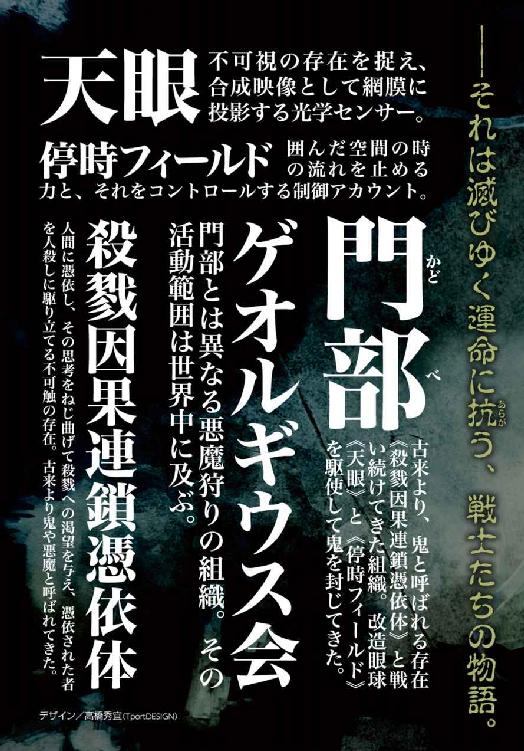 ――それは滅びゆく運命に抗う、戦士たちの物語。
あらが
天眼
不可視の存在を捉え、
合成映像として網膜に
投影する光学センサー。
停時フィールド
囲んだ空間の時
の流れを止める
力と、それをコントロールする制御アカウント。
門部
かどべ
古来より、鬼と呼ばれる存在
《殺戮因果連鎖憑依体》と戦
い続けてきた組織。改造眼球
《天眼》と《停時フィールド》
を駆使して鬼を封じてきた。
ゲオルギウス会
門部とは異なる悪魔狩りの組織。その
活動範囲は世界中に及ぶ。
殺戮因果連鎖憑依体
人間に憑依し、その思考をねじ曲げて殺戮への渇望を与え、憑依された者
を人殺しに駆り立てる不可触の存在。古来より鬼や悪魔と呼ばれてきた。
デザイン／高橋秀宜(TportDESIGN)